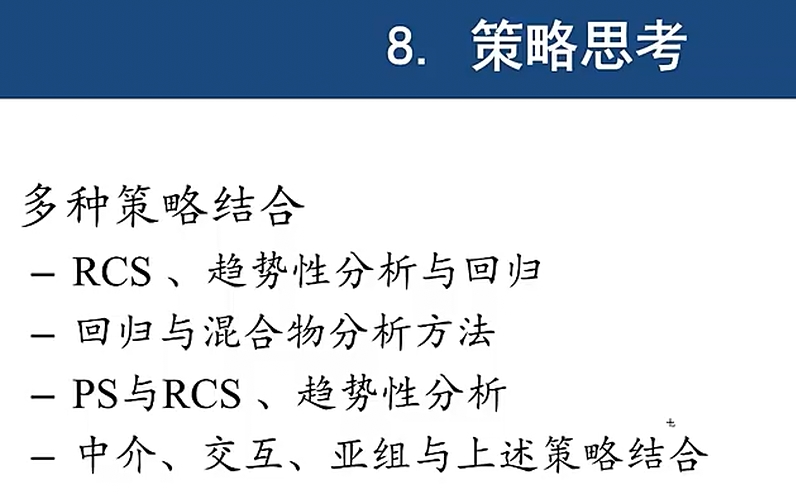 8. 策略思考
多种策略结合
– RCS 、趋势性分析与回归
– 回归与混合物分析方法
– PS与RCS 、趋势性分析
– 中介、交互、亚组与上述策略结合